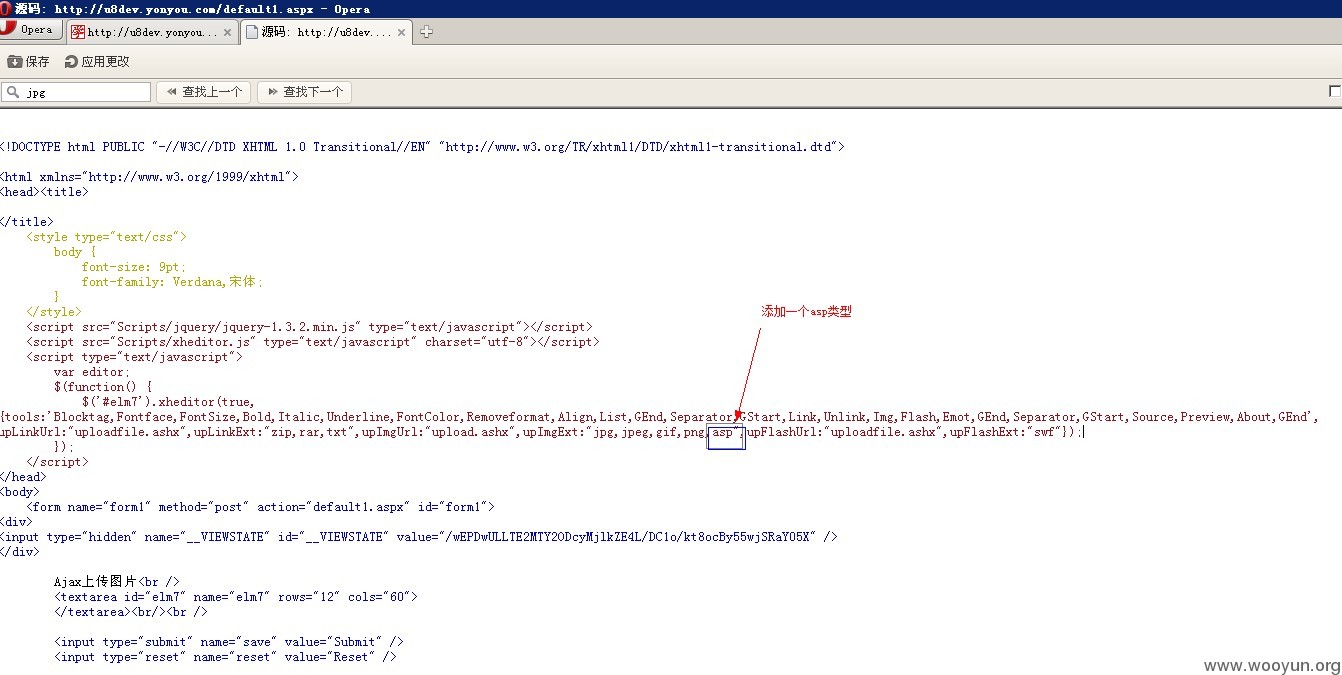 源码: http://u8dev.yonyou.com/default1.aspx - Opera
Opera
http://u8dev.yonyou...
源码: http://u8dev....
保存
应用更改
jpg
查找上一个
查找下一个
<!DOCTYPE html PUBLIC "-//W3C//DTD XHTML 1.0 Transitional//EN" "http://www.w3.org/TR/xhtml1/DTD/xhtml1-transitional.dtd">
<html xmlns="http://www.w3.org/1999/xhtml">
<head><title>
</title>
<style type="text/css">
body {
font-size: 9pt;
font-family: Verdana,宋体;
}
</style>
添加一个asp类型
<script src="Scripts/jquery/jquery-1.3.2.min.js" type="text/javascript"></script>
<script src="Scripts/xheditor.js" type="text/javascript" charset="utf-8"></script>
<script type="text/javascript">
var editor;
$(function() {
$('#elm7').xheditor(true,
{tools:'Blocktag,Fontface,FontSize,Bold,Italic,Underline,FontColor,Removeformat,Align,List,GEnd,Separator,GStart,Link,Unlink,Img,Flash,Emot,GEnd,Separator,GStart,Source,Preview,About,GEnd',
upLinkUrl:"uploadfile.ashx",upLinkExt:"zip,rar,txt",upImgUrl:"upload.ashx",upImgExt:"jpg,jpeg,gif,png,asp",upFlashUrl:"uploadfile.ashx",upFlashExt:"swf"});
});
</script>
</head>
<body>
<form name="form1" method="post" action="default1.aspx" id="form1">
<div>
<input type="hidden" name="__VIEWSTATE" id="__VIEWSTATE" value="/wEPDwULLTE2MTY2ODcyMjlkZE4L/DC1o/kt8ocBy55wjSRaY05X" />
</div>
Ajax上传图片<br />
<textarea id="elm7" name="elm7" rows="12" cols="60">
</textarea><br/><br />
<input type="submit" name="save" value="Submit" />
<input type="reset" name="reset" value="Reset" />
www.wooyun.org